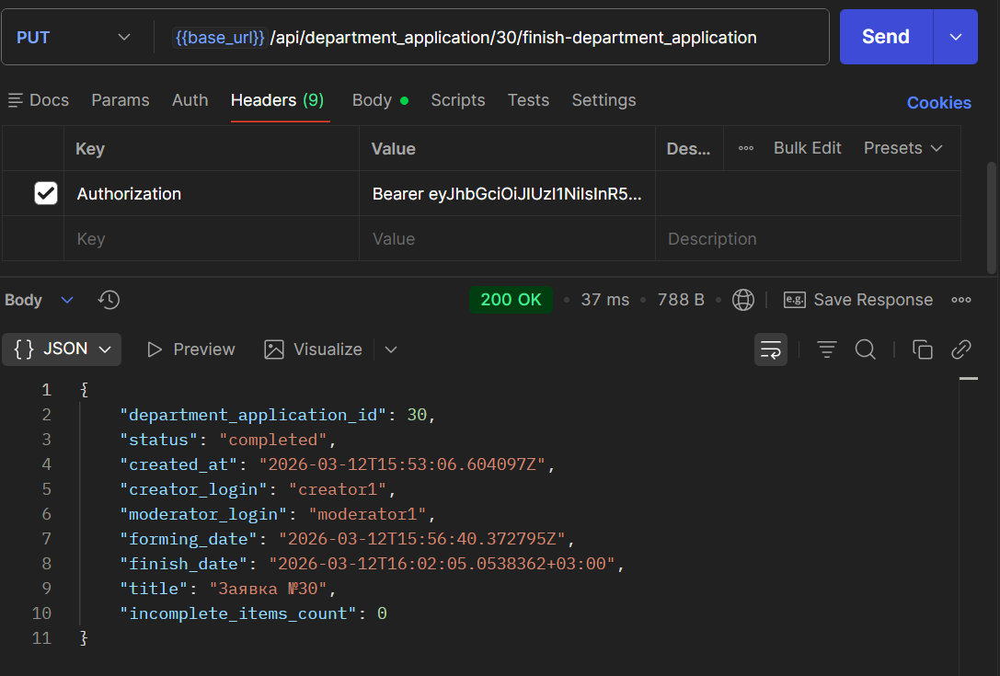 PUT {{base_url}} /api/department_application/30/finish-department_application Send
Docs Params Auth Headers (9) Body Scripts Tests Settings Cookies
Key Value Des... Bulk Edit Presets
Authorization Bearer eyJhbGciOiJIUzI1NiIsInR5...
Key Value Description
Body 200 OK 37 ms 788 B e.g. Save Response
{} JSON Preview Visualize
1 {
2 "department_application_id": 30,
3 "status": "completed",
4 "created_at": "2026-03-12T15:53:06.604097Z",
5 "creator_login": "creator1",
6 "moderator_login": "moderator1",
7 "forming_date": "2026-03-12T15:56:40.372795Z",
8 "finish_date": "2026-03-12T16:02:05.0538362+03:00",
9 "title": "Заявка №30",
10 "incomplete_items_count": 0
11 }